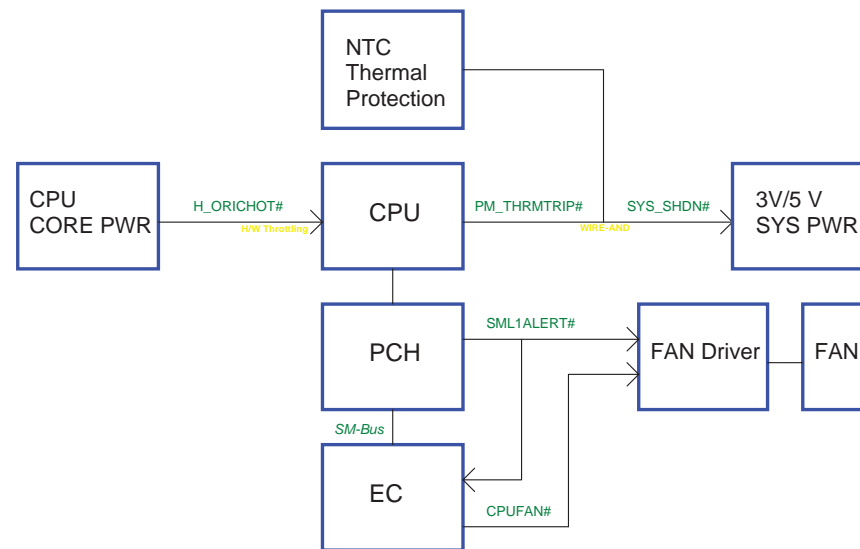 NTC
Thermal
Protection
CPU
CORE PWR
H_ORICHOT#
H/W Throttling
CPU
PM_THRMTRIP#
WIRE-AND
SYS_SHDN#
3V/5 V
SYS PWR
PCH
SML1ALERT#
FAN Driver
FAN
SM-Bus
EC
CPUFAN#